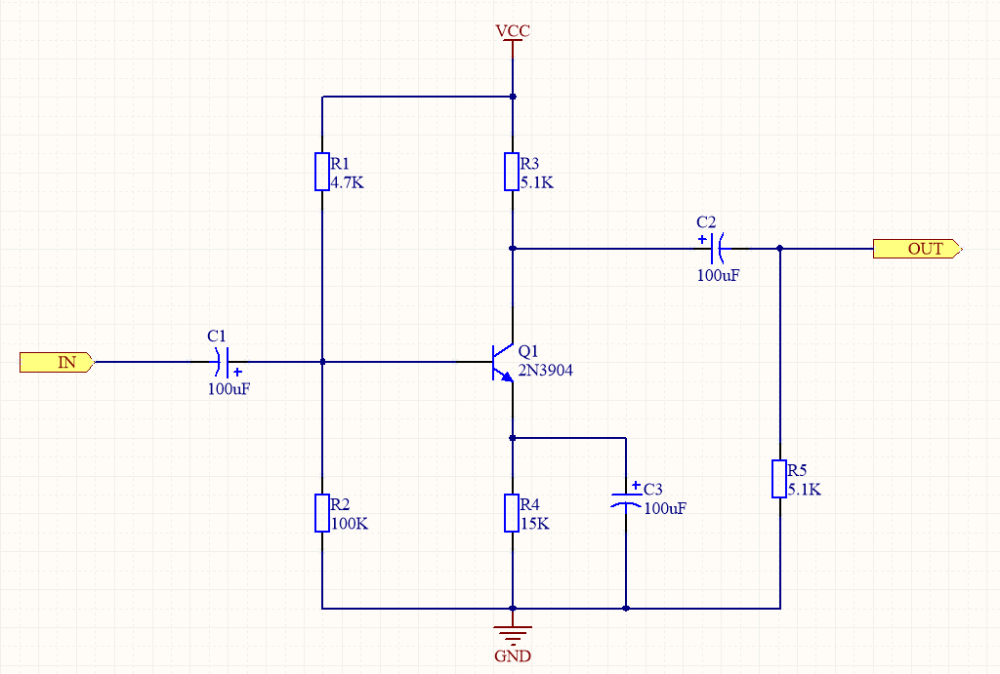 VCC
R1
4.7K
R3
5.1K
C2
100uF
OUT
C1
100uF
IN
Q1
2N3904
R5
5.1K
C3
100uF
R2
100K
R4
15K
GND